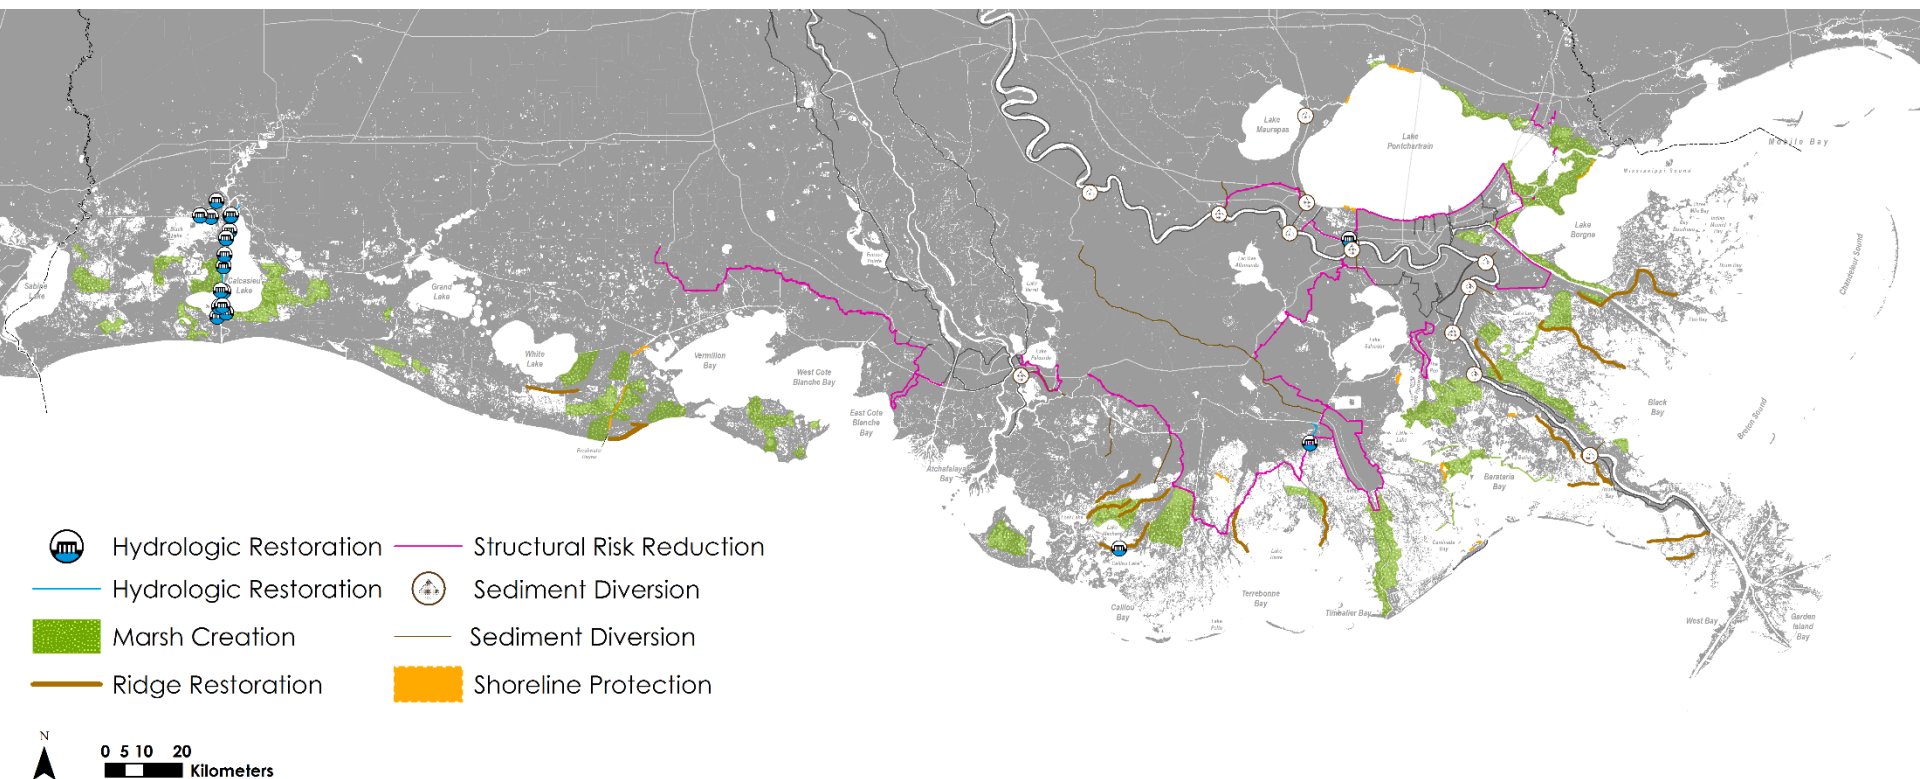 Lake
Maurepas
Lake
Pontchartrain
Mobile Bay
Mississippi Sound
Lake
Borgne
Chandeleur Sound
Sabine
Lake
Calcasieu
Lake
Grand
Lake
White
Lake
Vermilion
Bay
West Cote
Blanche Bay
East Cote
Blanche
Bay
Atchafalaya
Bay
Black
Bay
Breton Sound
Barataria
Bay
Caillou
Bay
Terrebonne
Bay
Timbalier Bay
West Bay
Garden
Island
Bay
Hydrologic Restoration
Structural Risk Reduction
Hydrologic Restoration
Sediment Diversion
Marsh Creation
Sediment Diversion
Ridge Restoration
Shoreline Protection
N
0 5 10 20
Kilometers